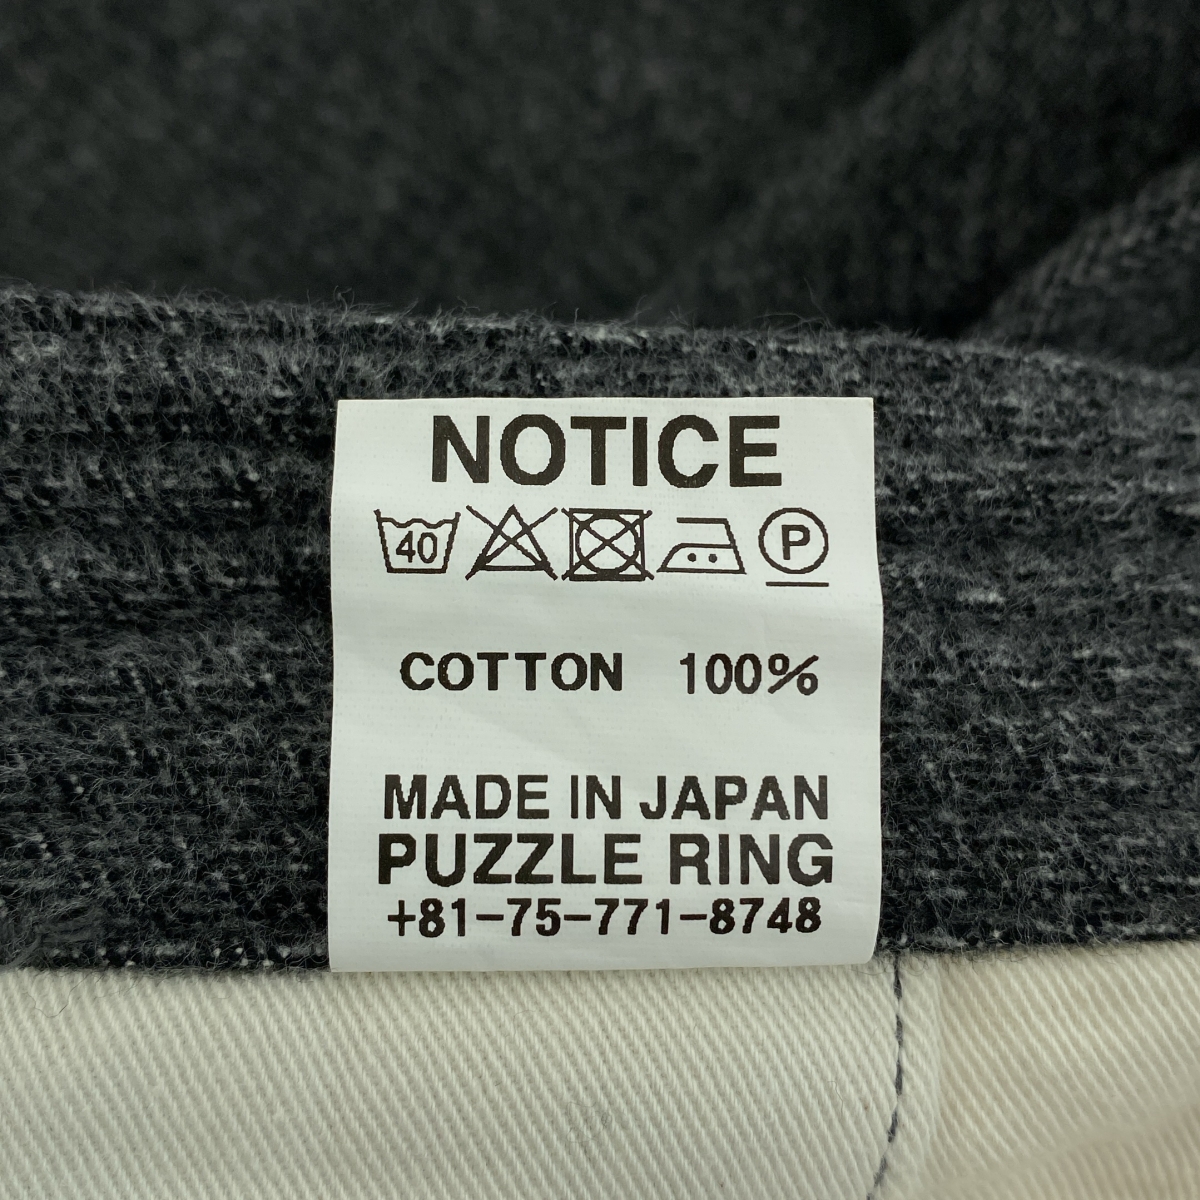 NOTICE
40 P
COTTON 100%
MADE IN JAPAN
PUZZLE RING
+81-75-771-8748